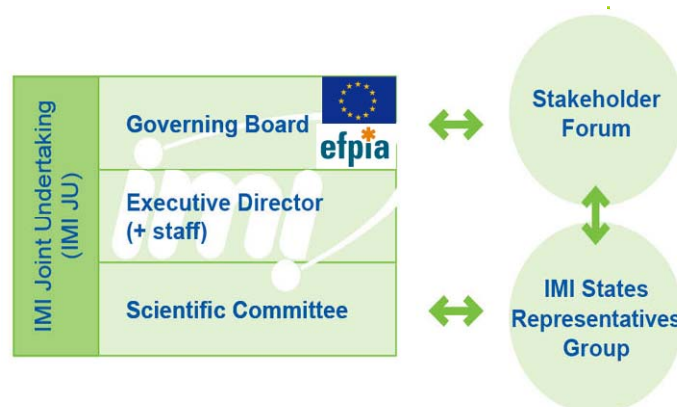 IMI Joint Undertaking
(IMI JU)
Governing Board
efpia
Executive Director
(+ staff)
Scientific Committee
imi
Stakeholder
Forum
IMI States
Representatives
Group